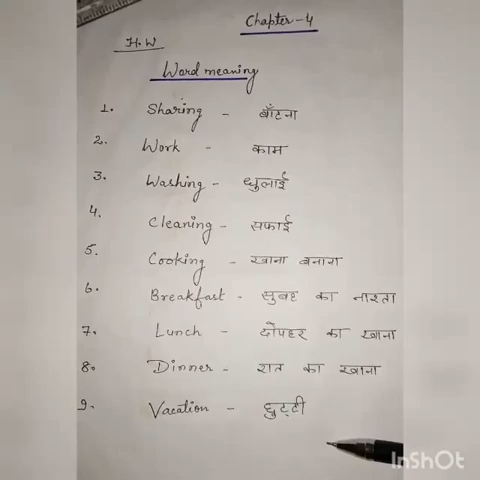 Chapter-4
H.W
Word meaning
1. Sharing - बाँटना
2. Work - काम
3. Washing - धुलाई
4. Cleaning - सफाई
5. Cooking - खाना बनाना
6. Breakfast - सुबह का नाश्ता
7. Lunch - दोपहर का खाना
8. Dinner - रात का खाना
9. Vacation - छुट्टी
InShOt